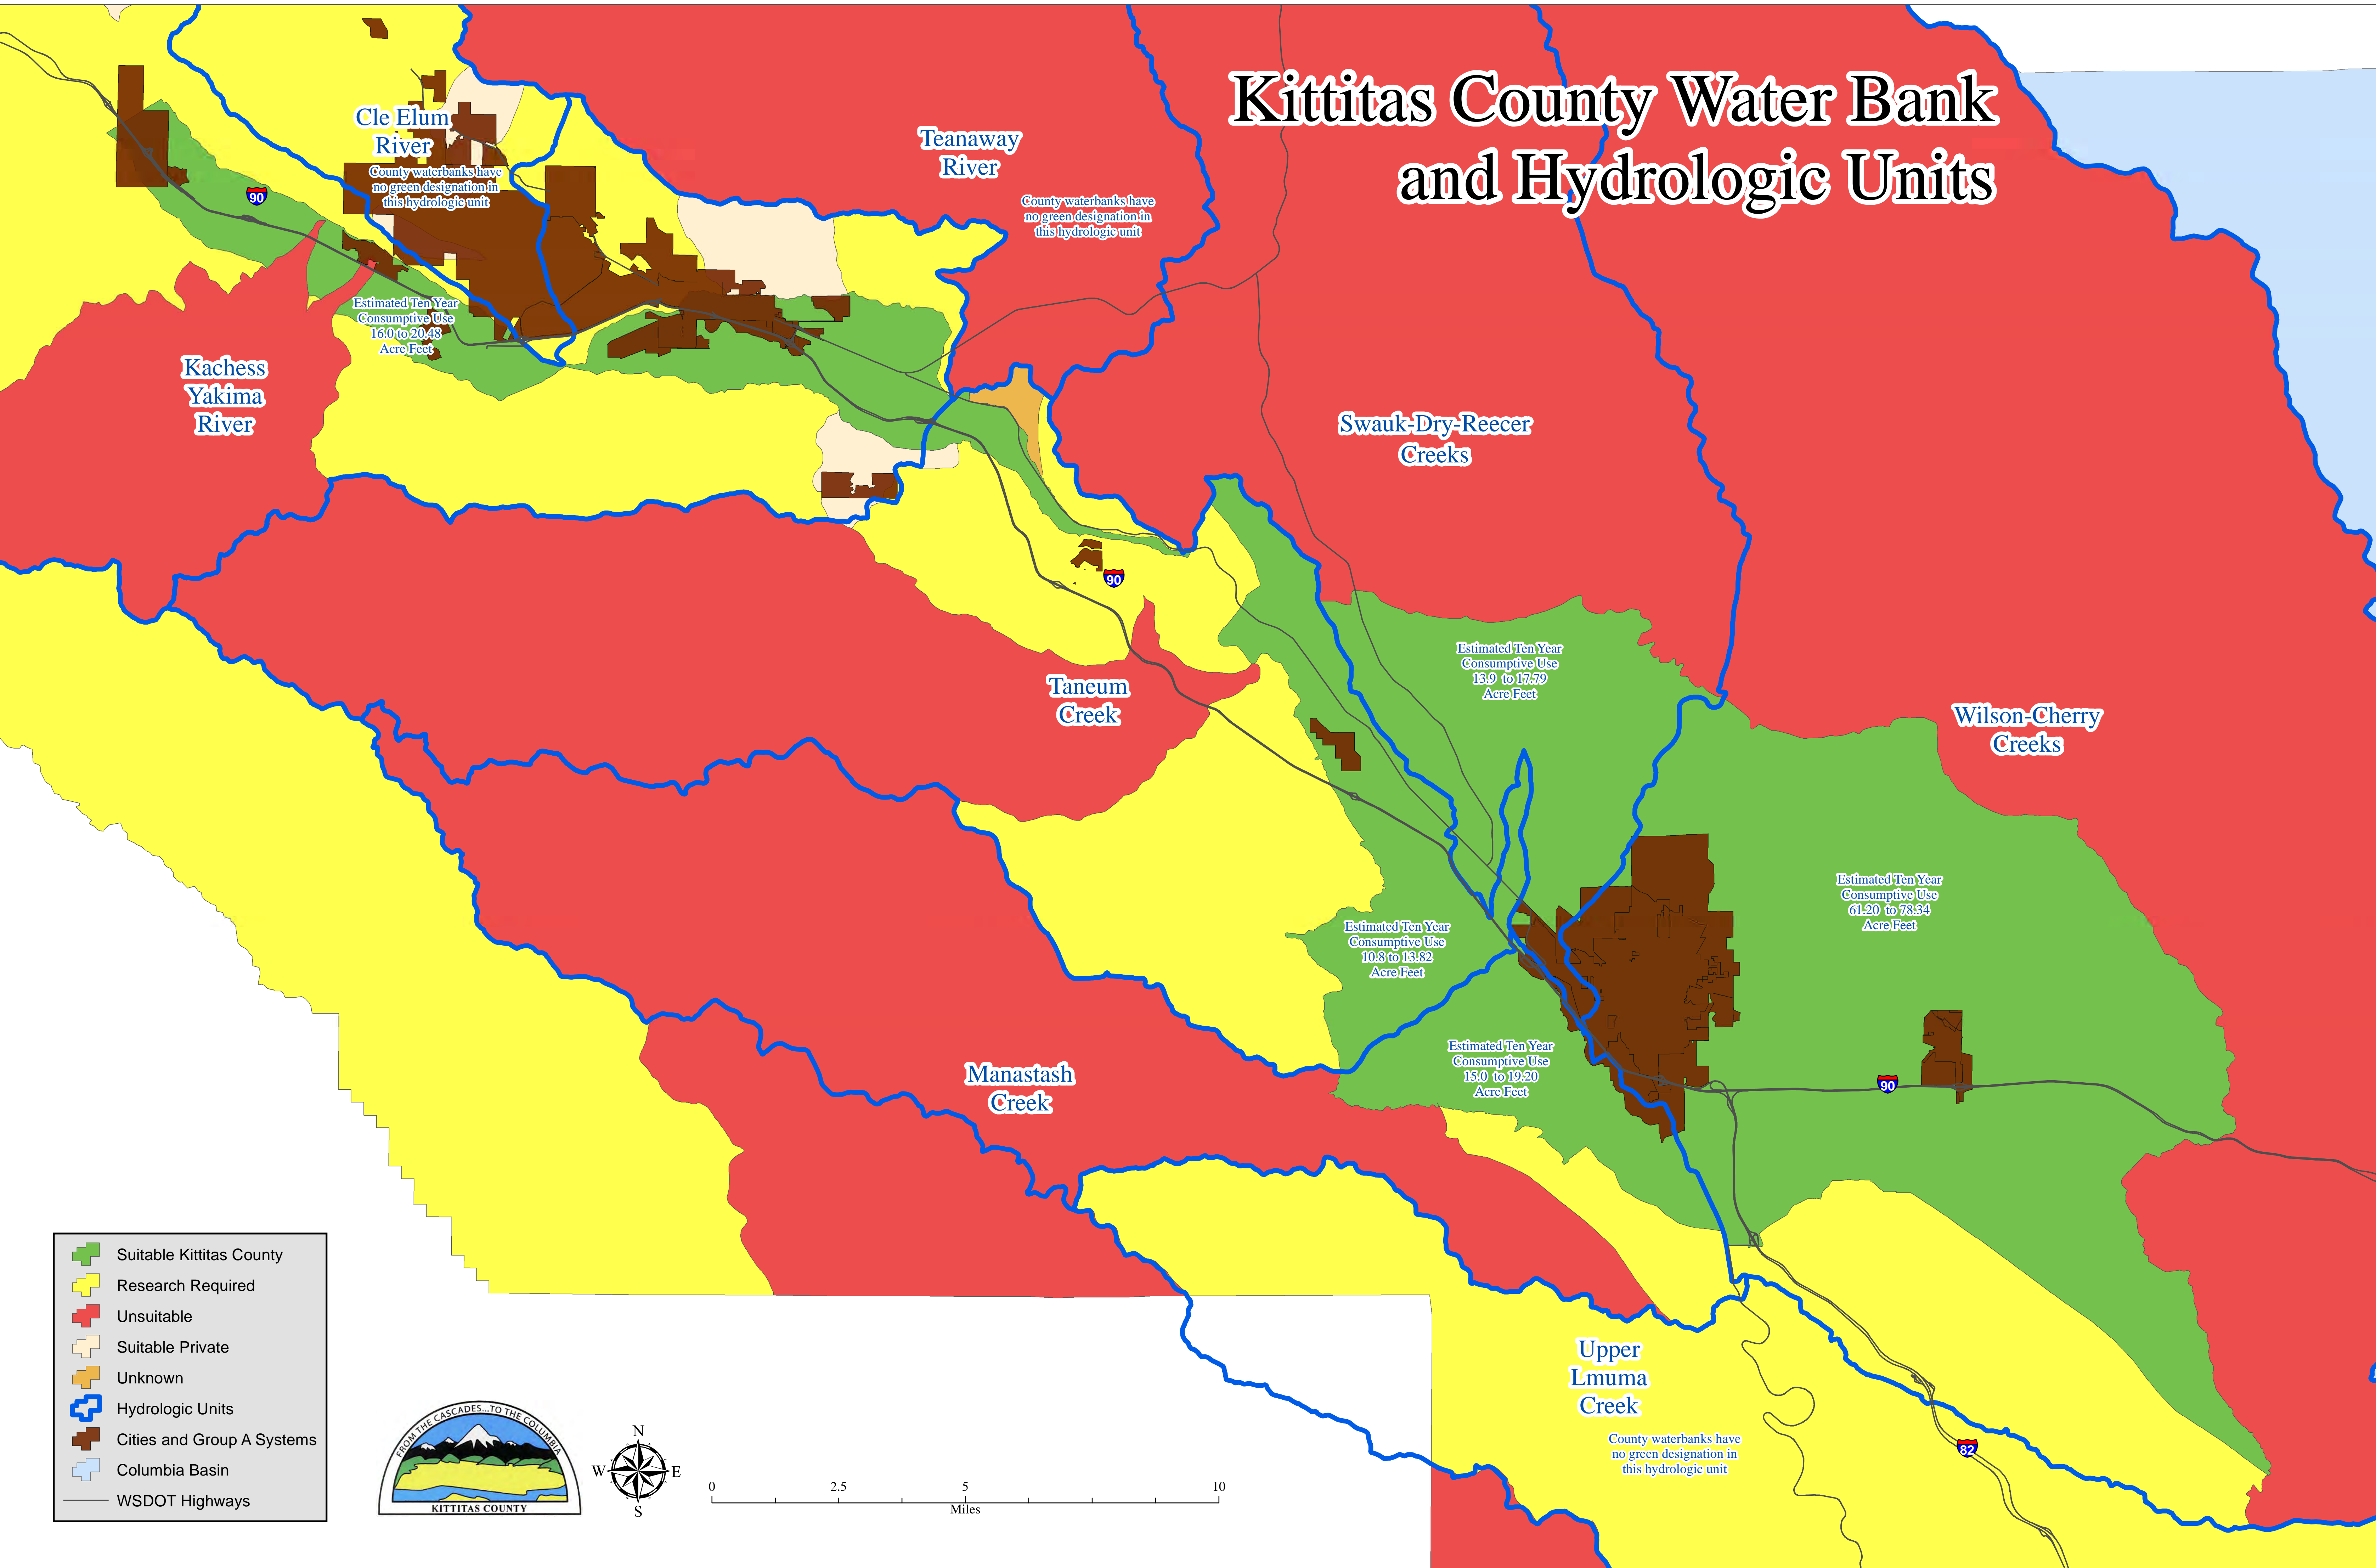 Kittitas County Water Bank
and Hydrologic Units
Cle Elum
River
County waterbanks have
no green designation in
this hydrologic unit
90
Teanaway
River
County waterbanks have
no green designation in
this hydrologic unit
Estimated Ten Year
Consumptive Use
16.0 to 20.48
Acre Feet
Kachess
Yakima
River
Swauk-Dry-Reecer
Creeks
90
Estimated Ten Year
Consumptive Use
13.9 to 17.79
Acre Feet
Taneum
Creek
Wilson-Cherry
Creeks
Estimated Ten Year
Consumptive Use
61.20 to 78.34
Acre Feet
Estimated Ten Year
Consumptive Use
10.8 to 13.82
Acre Feet
Estimated Ten Year
Consumptive Use
15.0 to 19.20
Acre Feet
Manastash
Creek
90
Upper
Lmuma
Creek
County waterbanks have
no green designation in
this hydrologic unit
82
Suitable Kittitas County
Research Required
Unsuitable
Suitable Private
Unknown
Hydrologic Units
Cities and Group A Systems
Columbia Basin
WSDOT Highways
FROM THE CASCADES...TO THE COLUMBIA
KITTITAS COUNTY
N
W E
S
0 2.5 5 10
Miles